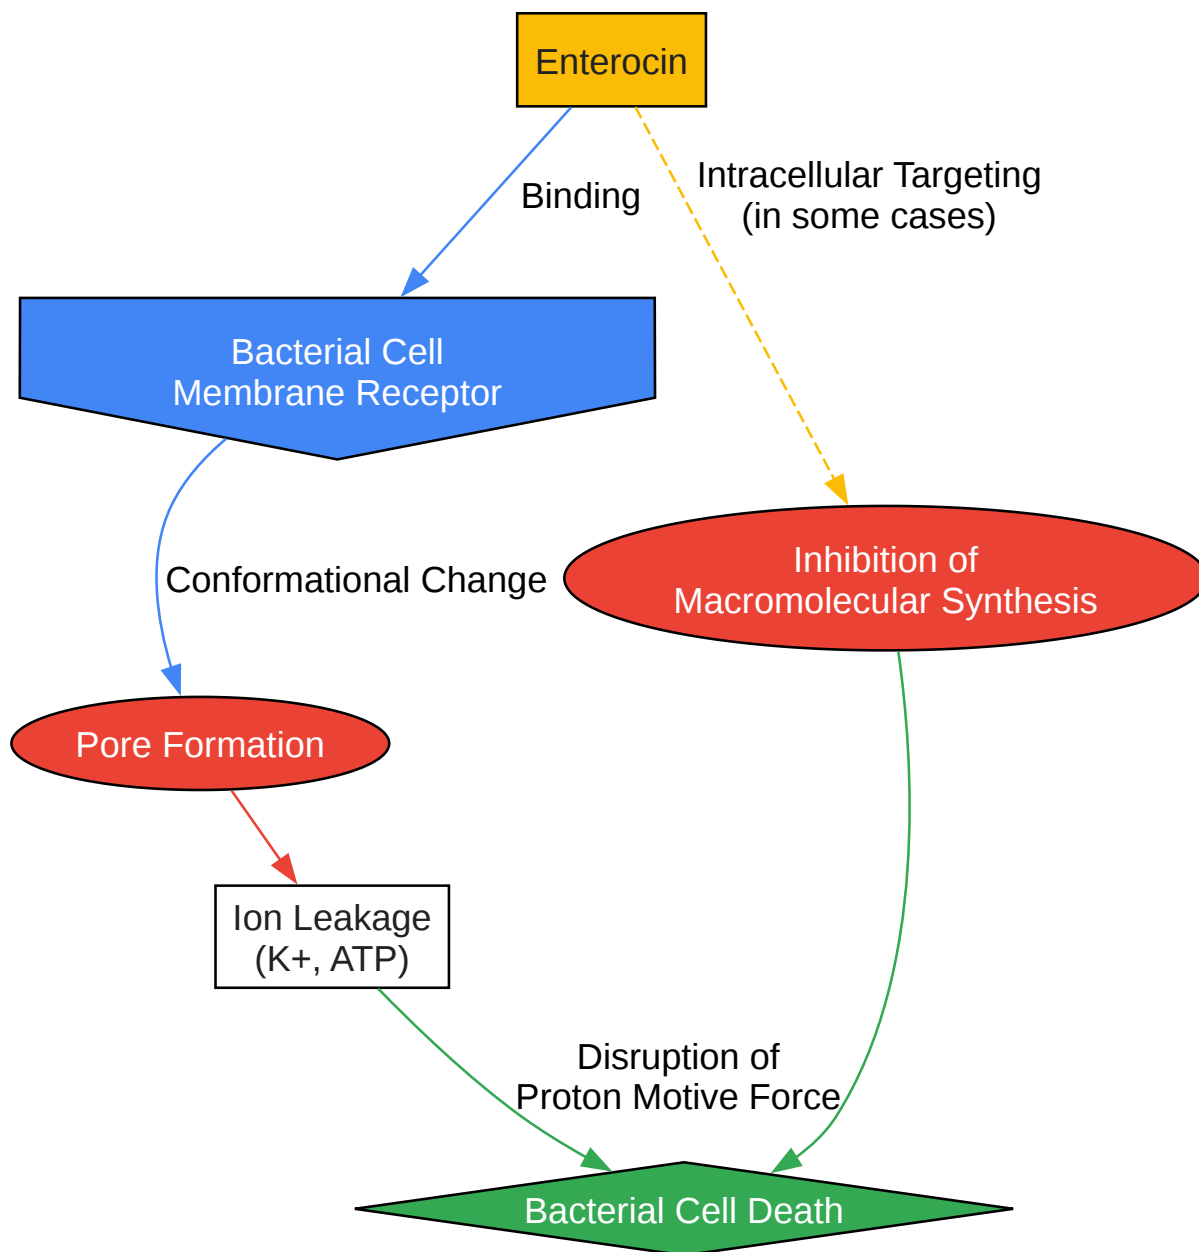 Enterocin
Binding
Intracellular Targeting
(in some cases)
Bacterial Cell
Membrane Receptor
Conformational Change
Inhibition of
Macromolecular Synthesis
Pore Formation
Ion Leakage
(K+, ATP)
Disruption of
Proton Motive Force
Bacterial Cell Death